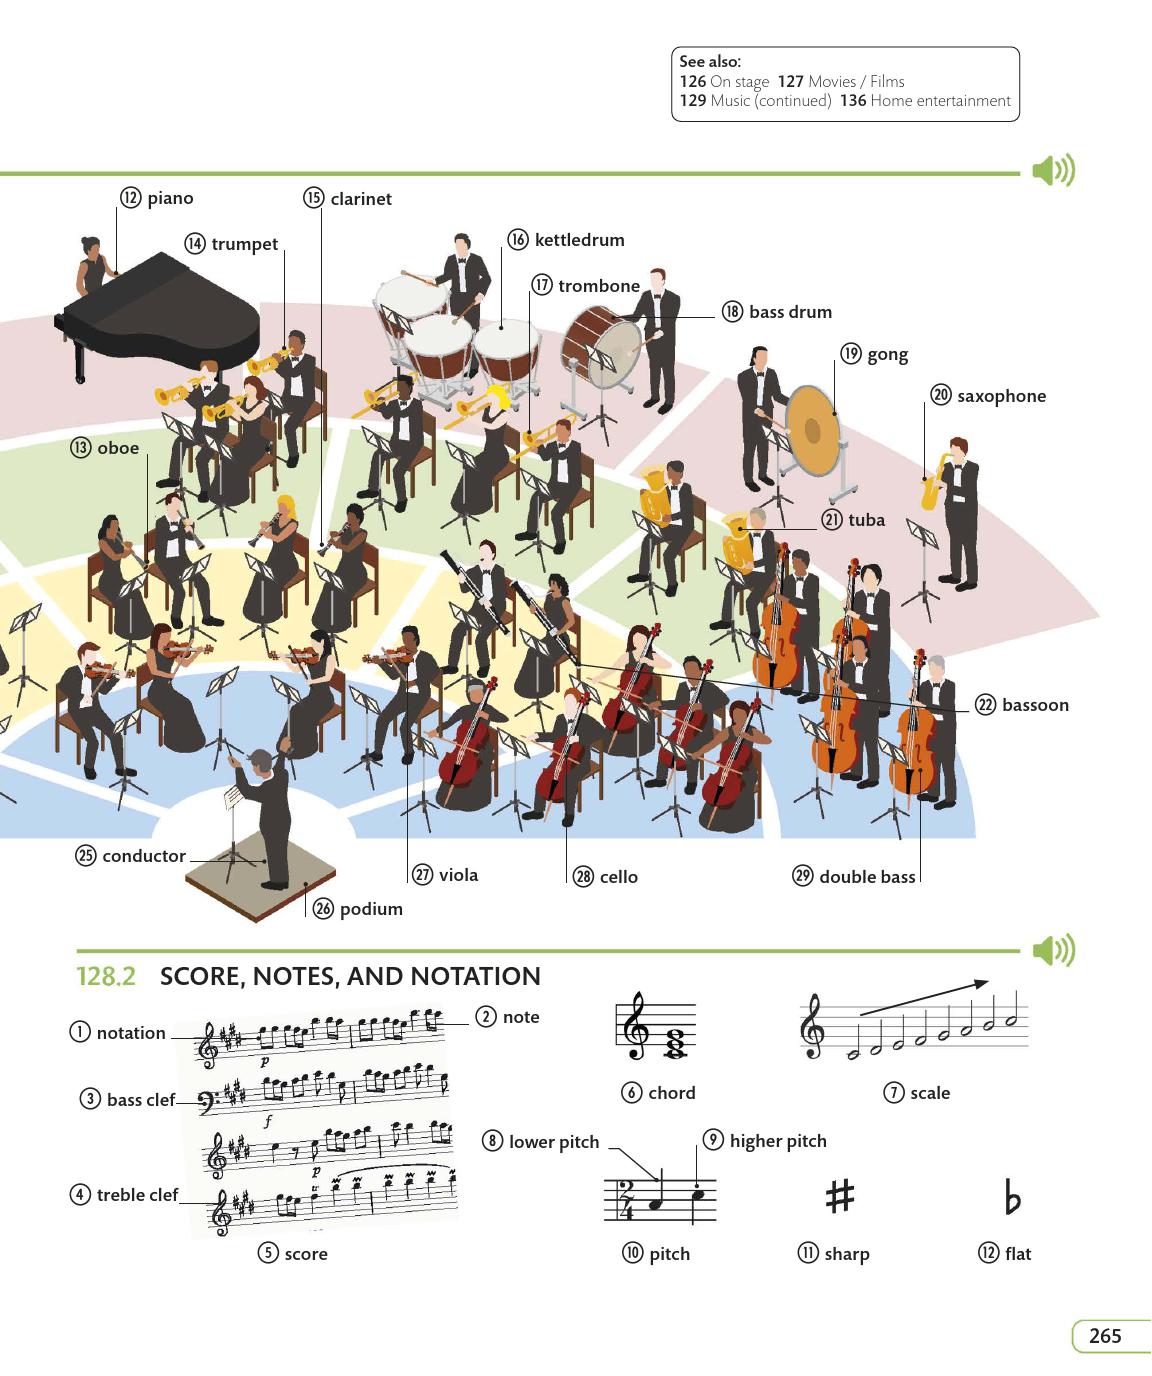 See also:
126 On stage 127 Movies / Films
129 Music (continued) 136 Home entertainment
⑫ piano
⑮ clarinet
⑭ trumpet
⑯ kettledrum
⑰ trombone
⑱ bass drum
⑲ gong
⑳ saxophone
⑬ oboe
㉑ tuba
㉒ bassoon
㉕ conductor
㉗ viola
㉘ cello
㉙ double bass
㉖ podium
128.2 SCORE, NOTES, AND NOTATION
① notation
② note
③ bass clef
④ treble clef
p
f
p
tr
⑤ score
⑥ chord
⑦ scale
⑧ lower pitch
⑨ higher pitch
2
4
⑩ pitch
⑪ sharp
⑫ flat
265